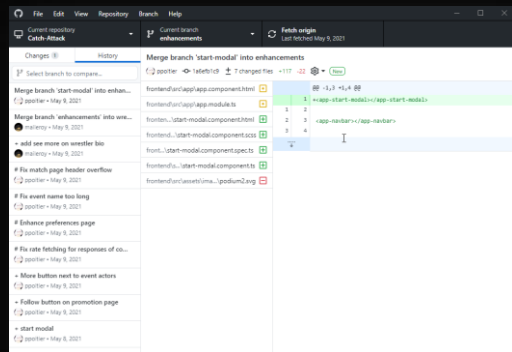 File Edit View Repository Branch Help
Current repository
Catch-Attack
Current branch
enhancements
Fetch origin
Last fetched May 9, 2021
Changes
History
Select branch to compare...
Merge branch 'start-modal' into enhan...
ppoitier • May 9, 2021
Merge branch 'enhancements' into wre...
maileroy • May 9, 2021
+ add see more on wrestler bio
maileroy • May 9, 2021
# Fix match page header overflow
ppoitier • May 9, 2021
# Fix event name too long
ppoitier • May 9, 2021
# Enhance preferences page
ppoitier • May 9, 2021
# Fix rate fetching for responses of co...
ppoitier • May 9, 2021
+ More button next to event actors
ppoitier • May 9, 2021
+ Follow button on promotion page
ppoitier • May 9, 2021
+ start modal
ppoitier • May 8, 2021
Merge branch 'start-modal' into enhancements
ppoitier 1a6efb1c9 7 changed files +117 -22 New
frontend\src\app\app.component.html
frontend\src\app\app.module.ts
fronten...\start-modal.component.html
frontend...\start-modal.component.scss
front...\start-modal.component.spec.ts
frontend\s...\start-modal.component.ts
frontend\src\assets\ima...\podium2.svg
@@ -1,3 +1,4 @@
1 +<app-start-modal></app-start-modal>
1 2
2 3 <app-navbar></app-navbar>
3 4